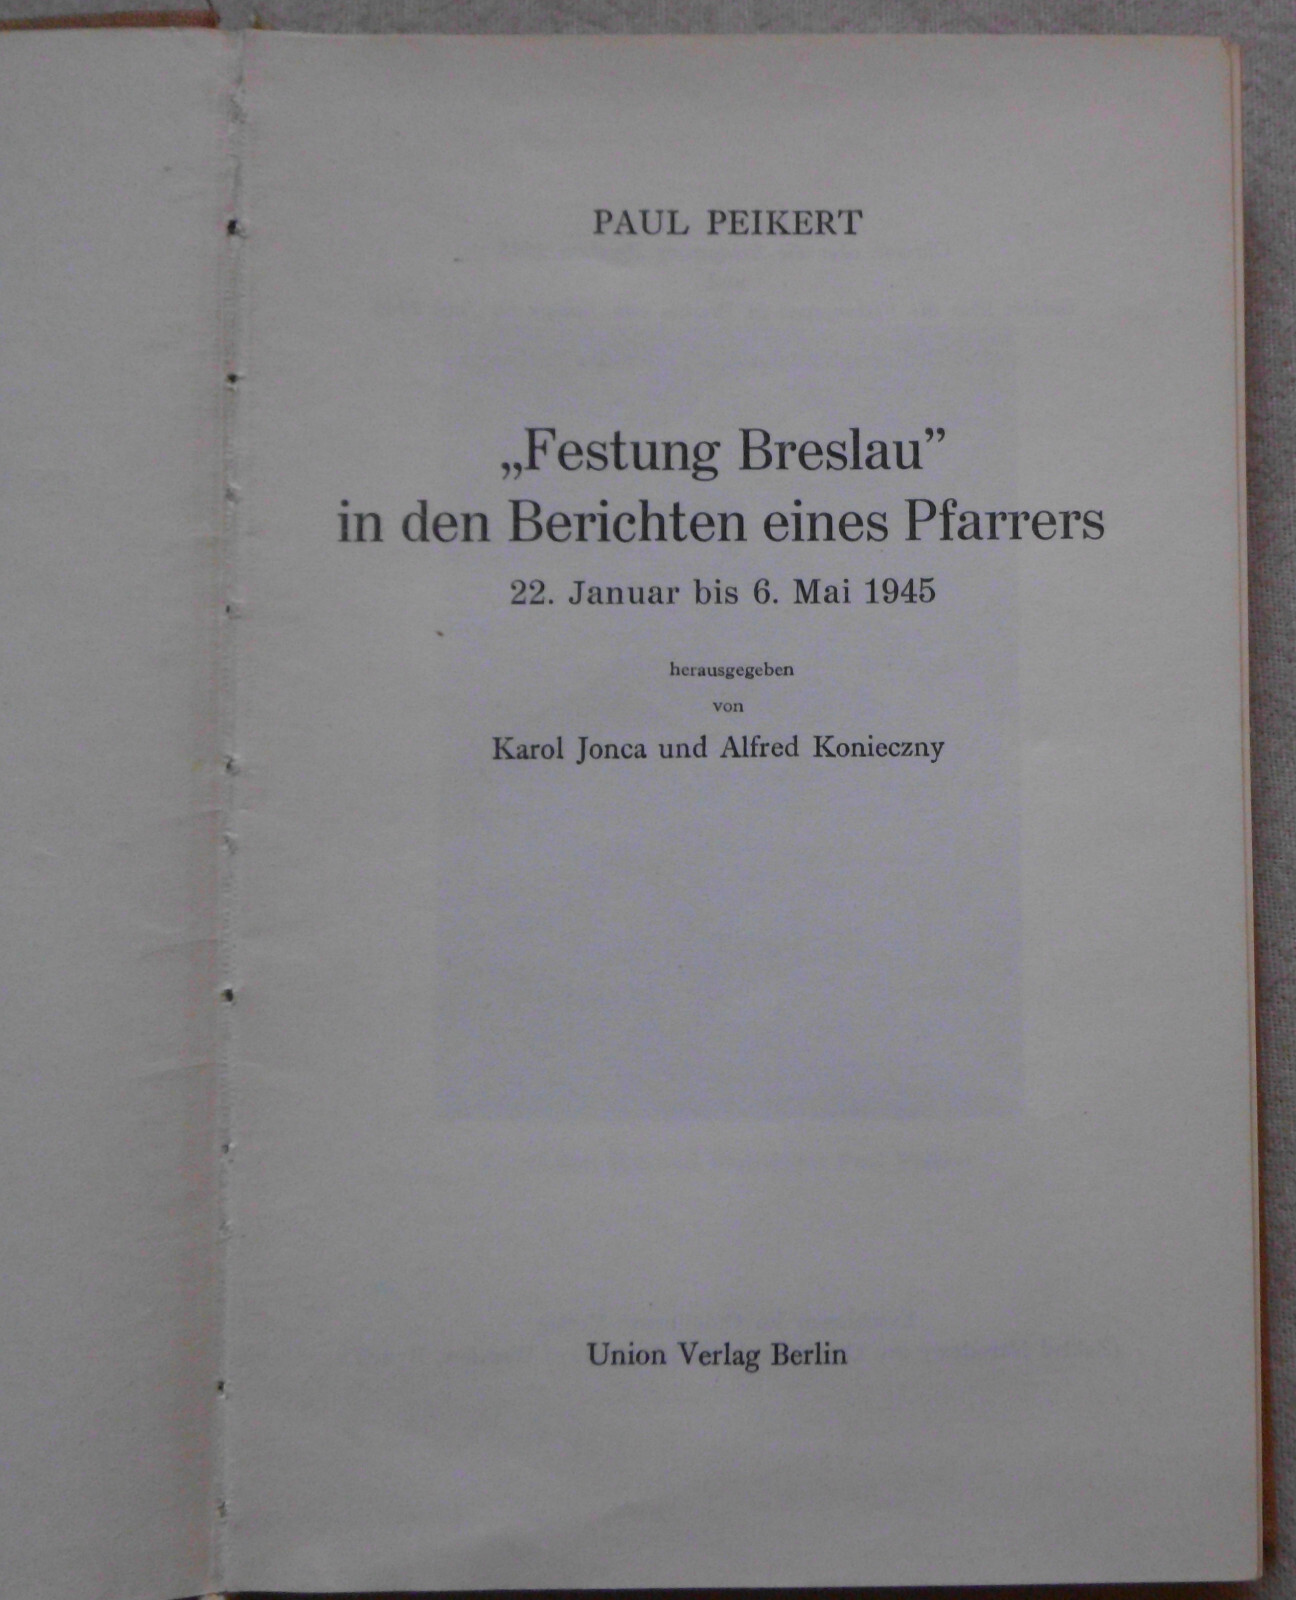 PAUL PEIKERT
„Festung Breslau”
in den Berichten eines Pfarrers
22. Januar bis 6. Mai 1945
herausgegeben
von
Karol Jonca und Alfred Konieczny
Union Verlag Berlin